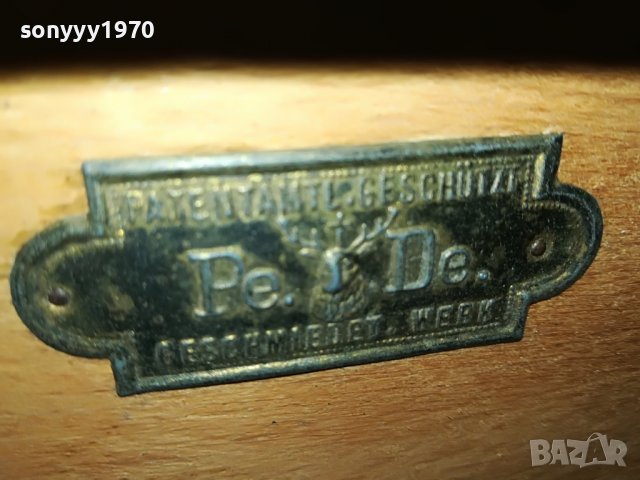 sonyyy1970
PATENTAMTL·GESCHÜTZT
Pe. De.
GESCHMIEDET. WERK
BAZAR